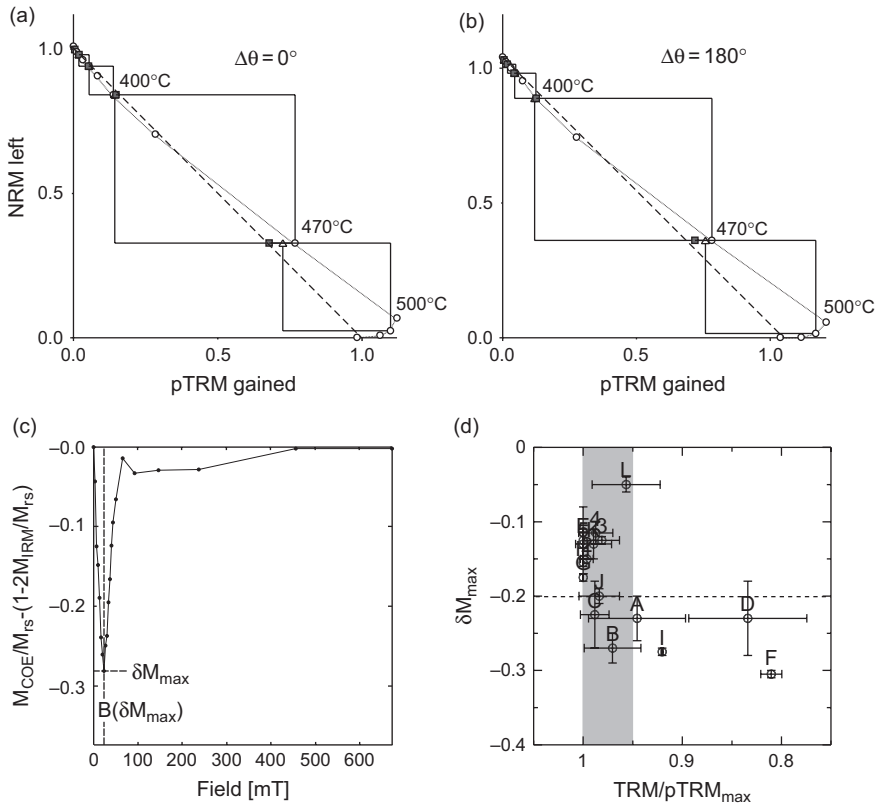 (a)
1.0
0.5
0.0
0.0
0.5
1.0
NRM left
pTRM gained
Δθ = 0°
400°C
470°C
500°C
(b)
1.0
0.5
0.0
0.0
0.5
1.0
pTRM gained
Δθ = 180°
400°C
470°C
500°C
(c)
–0.0
–0.1
–0.2
–0.3
M_COE/M_rs-(1-2M_IRM/M_rs)
δM_max
B(δM_max)
0 100 200 300 400 500 600
Field [mT]
(d)
0
–0.1
–0.2
–0.3
–0.4
δM_max
L
4
3
E
G
J
C
A
D
B
I
F
1
0.9
0.8
TRM/pTRM_max